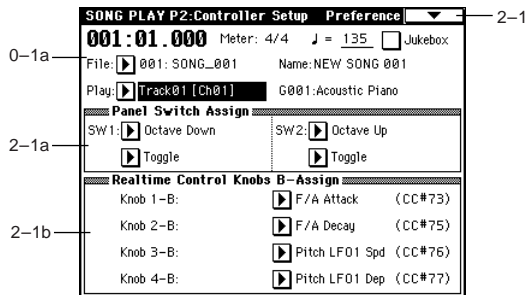 SONG PLAY P2:Controller Setup Preference
2–1
001:01.000 Meter: 4/4 ♩ = 135 Jukebox
0–1a
File: 001: SONG_001 Name:NEW SONG 001
Play: Track01 [Ch01] G001:Acoustic Piano
Panel Switch Assign
2–1a
SW1: Octave Down SW2: Octave Up
Toggle Toggle
Realtime Control Knobs B-Assign
2–1b
Knob 1-B: F/A Attack (CC#73)
Knob 2-B: F/A Decay (CC#75)
Knob 3-B: Pitch LFO1 Spd (CC#76)
Knob 4-B: Pitch LFO1 Dep (CC#77)